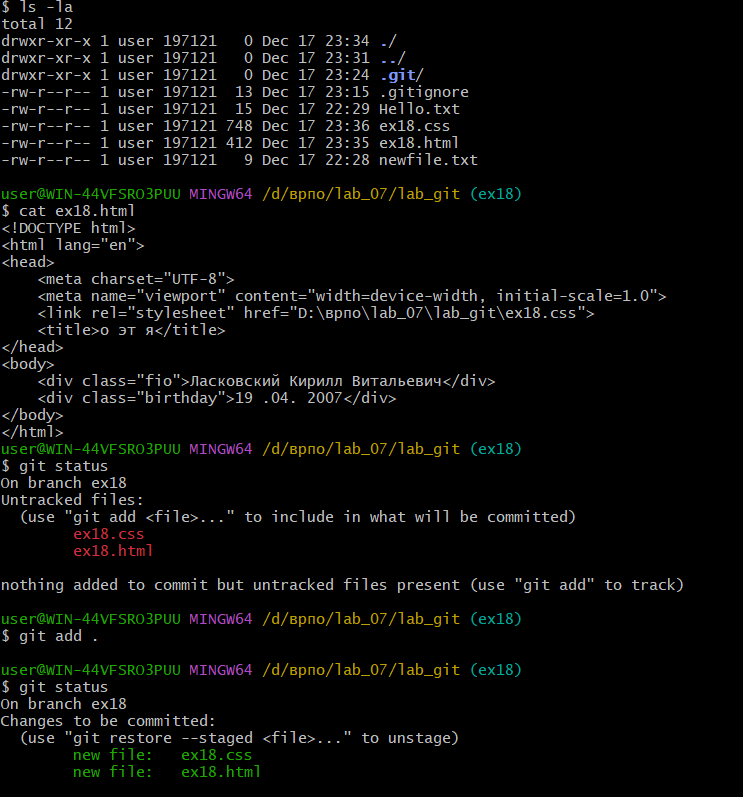 $ ls -la
total 12
drwxr-xr-x 1 user 197121   0 Dec 17 23:34 ./
drwxr-xr-x 1 user 197121   0 Dec 17 23:31 ../
drwxr-xr-x 1 user 197121   0 Dec 17 23:24 .git/
-rw-r--r-- 1 user 197121  13 Dec 17 23:15 .gitignore
-rw-r--r-- 1 user 197121  15 Dec 17 22:29 Hello.txt
-rw-r--r-- 1 user 197121 748 Dec 17 23:36 ex18.css
-rw-r--r-- 1 user 197121 412 Dec 17 23:35 ex18.html
-rw-r--r-- 1 user 197121   9 Dec 17 22:28 newfile.txt
user@WIN-44VFSRO3PUU MINGW64 /d/врпо/lab_07/lab_git (ex18)
$ cat ex18.html
<!DOCTYPE html>
<html lang="en">
<head>
    <meta charset="UTF-8">
    <meta name="viewport" content="width=device-width, initial-scale=1.0">
    <link rel="stylesheet" href="D:\врпо\lab_07\lab_git\ex18.css">
    <title>о эт я</title>
</head>
<body>
    <div class="fio">Ласковский Кирилл Витальевич</div>
    <div class="birthday">19 .04. 2007</div>
</body>
</html>
user@WIN-44VFSRO3PUU MINGW64 /d/врпо/lab_07/lab_git (ex18)
$ git status
On branch ex18
Untracked files:
  (use "git add <file>..." to include in what will be committed)
        ex18.css
        ex18.html
nothing added to commit but untracked files present (use "git add" to track)
user@WIN-44VFSRO3PUU MINGW64 /d/врпо/lab_07/lab_git (ex18)
$ git add .
user@WIN-44VFSRO3PUU MINGW64 /d/врпо/lab_07/lab_git (ex18)
$ git status
On branch ex18
Changes to be committed:
  (use "git restore --staged <file>..." to unstage)
        new file:   ex18.css
        new file:   ex18.html